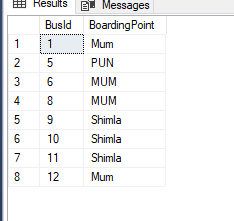 Results Messages
BusId BoardingPoint
1 1 Mum
2 5 PUN
3 6 MUM
4 8 MUM
5 9 Shimla
6 10 Shimla
7 11 Shimla
8 12 Mum